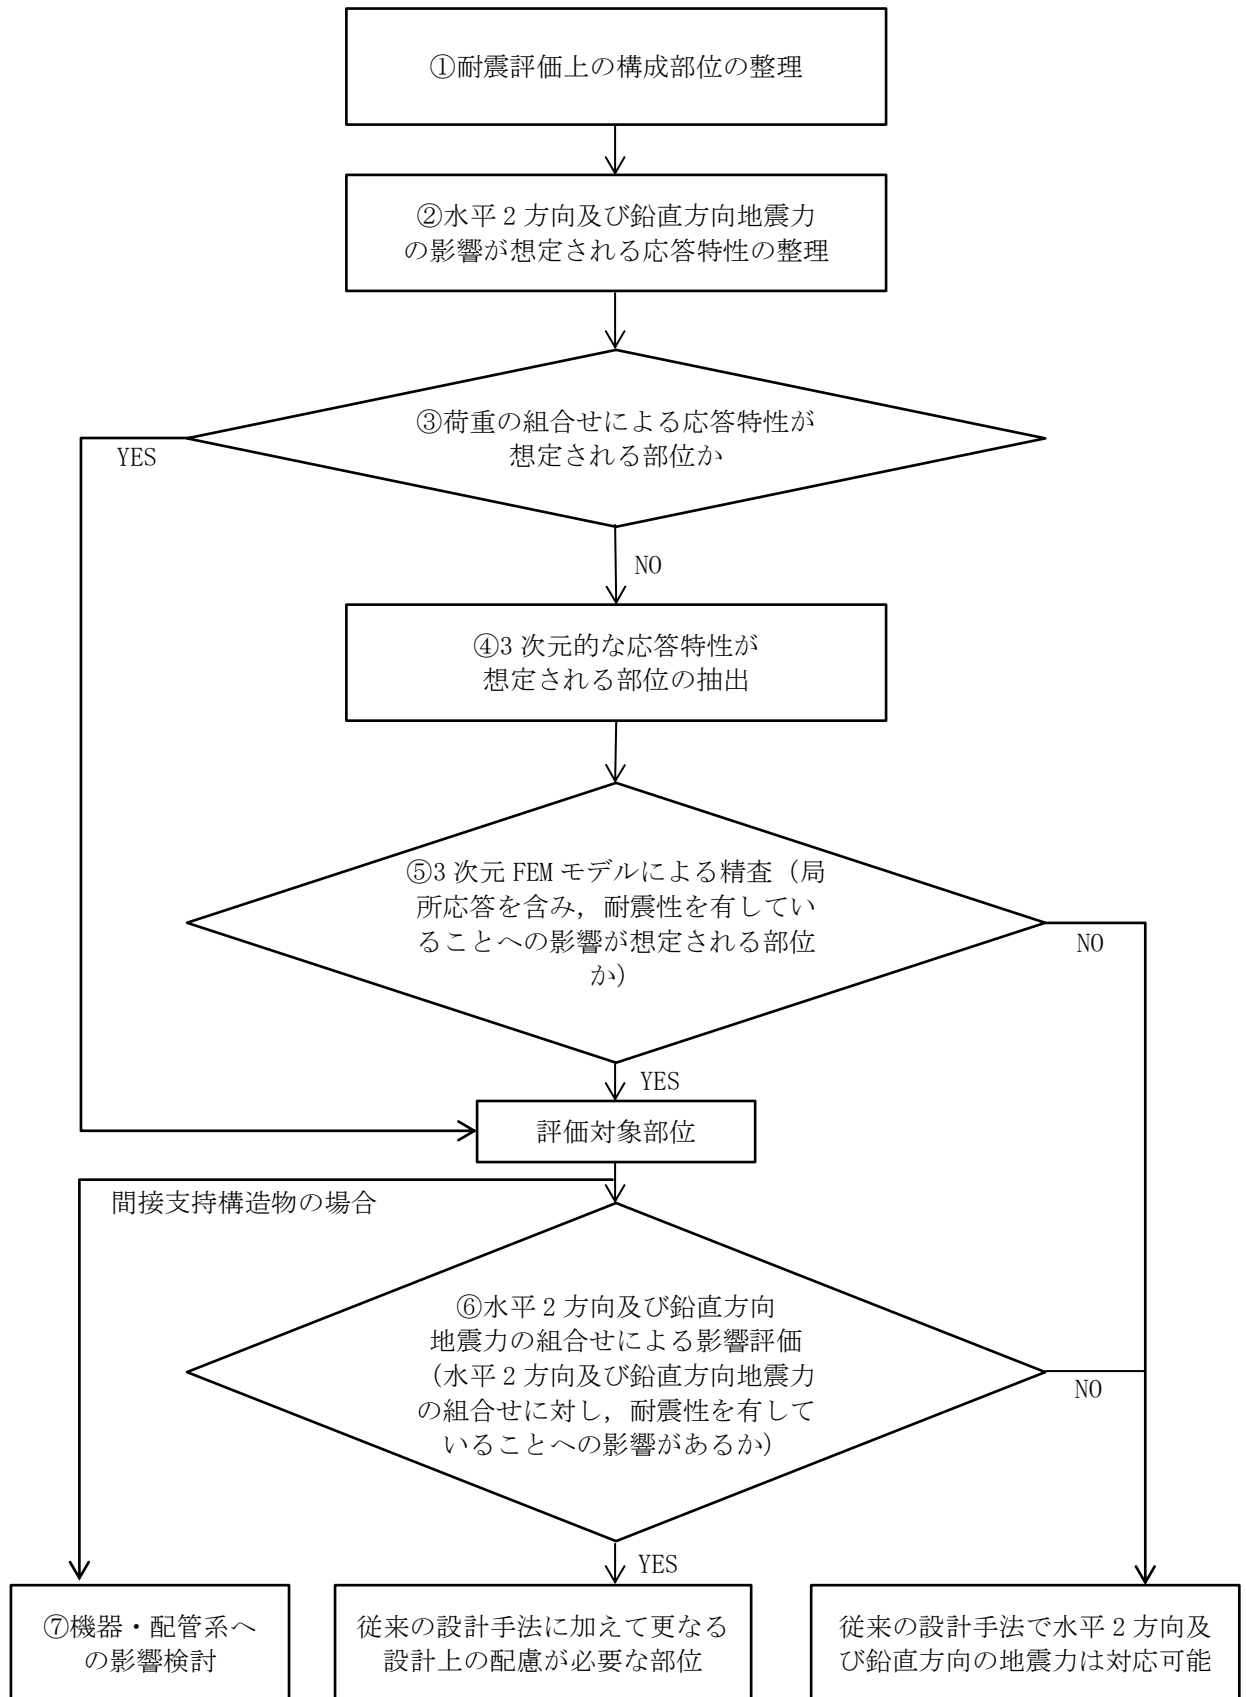 ①耐震評価上の構成部位の整理
②水平２方向及び鉛直方向地震力
の影響が想定される応答特性の整理
③荷重の組合せによる応答特性が
想定される部位か
YES
NO
④3 次元的な応答特性が
想定される部位の抽出
⑤3 次元 FEM モデルによる精査（局
所応答を含み，耐震性を有してい
ることへの影響が想定される部位
か）
NO
YES
評価対象部位
間接支持構造物の場合
⑥水平２方向及び鉛直方向
地震力の組合せによる影響評価
（水平２方向及び鉛直方向地震力
の組合せに対し，耐震性を有して
いることへの影響があるか）
NO
YES
⑦機器・配管系へ
の影響検討
従来の設計手法に加えて更なる
設計上の配慮が必要な部位
従来の設計手法で水平２方向及
び鉛直方向の地震力は対応可能